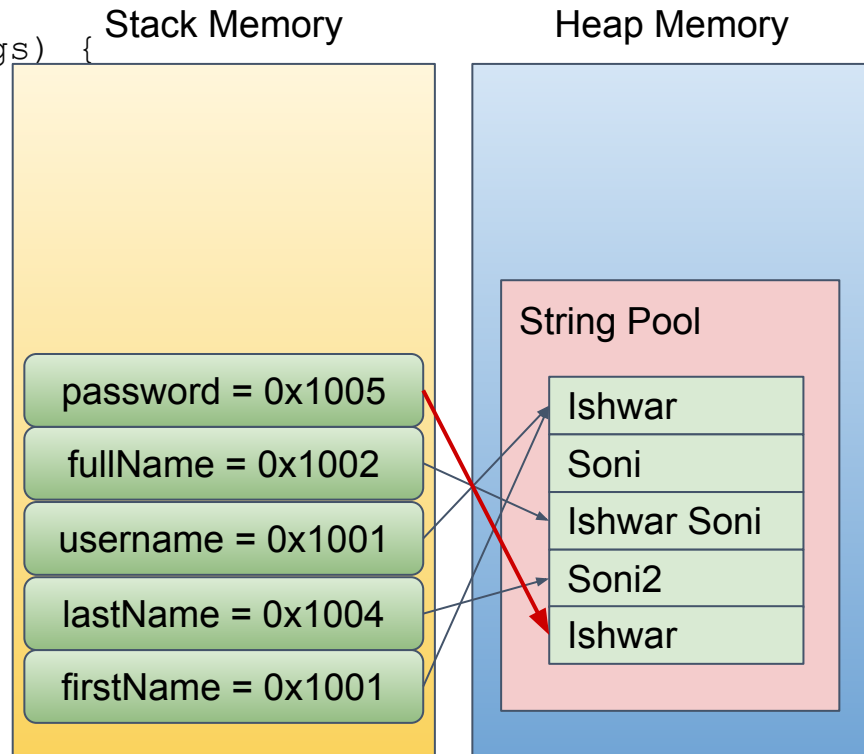 Stack Memory
Heap Memory
gs) {
String Pool
password = 0x1005
fullName = 0x1002
username = 0x1001
lastName = 0x1004
firstName = 0x1001
Ishwar
Soni
Ishwar Soni
Soni2
Ishwar